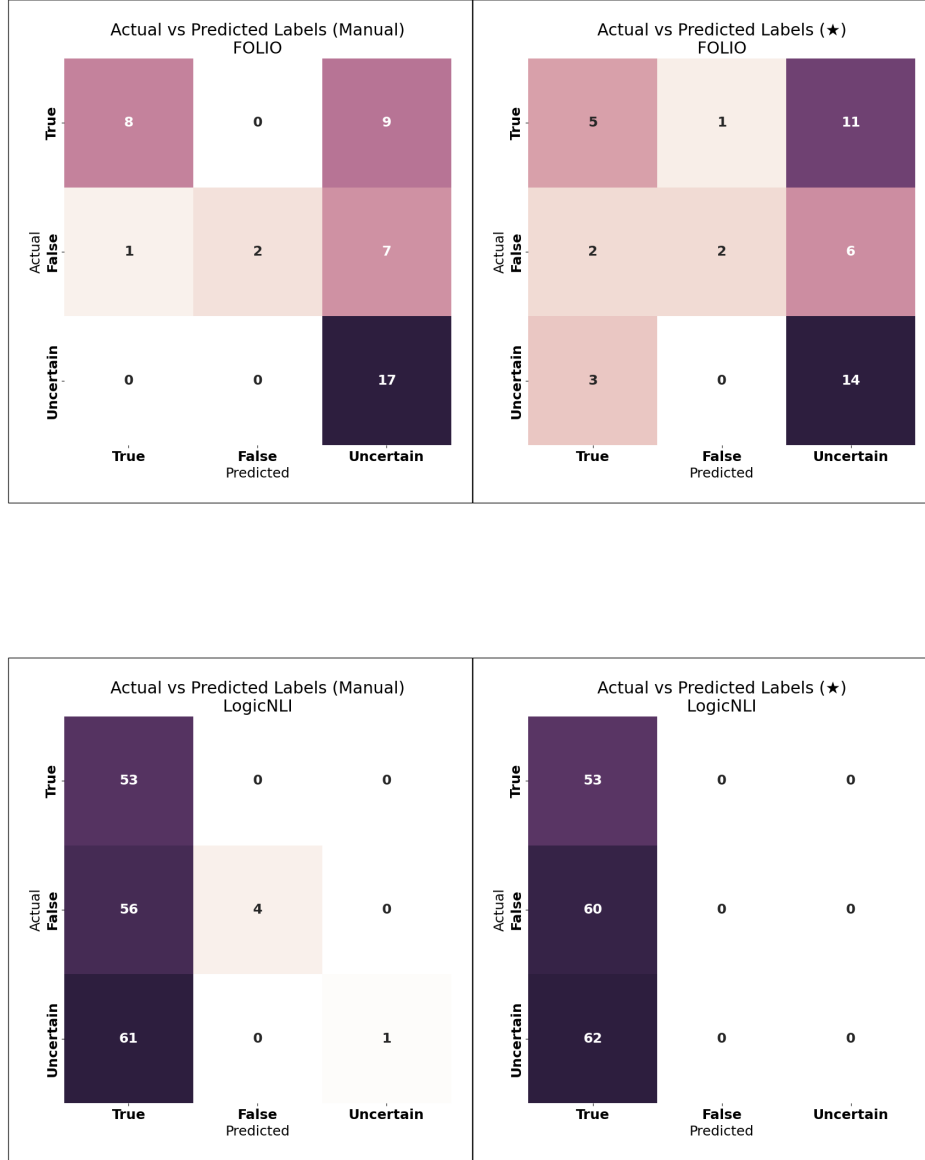 Actual vs Predicted Labels (Manual)
FOLIO
Actual
True
False
Uncertain
8 0 9
1 2 7
0 0 17
True False Uncertain
Predicted
Actual vs Predicted Labels (★)
FOLIO
Actual
True
False
Uncertain
5 1 11
2 2 6
3 0 14
True False Uncertain
Predicted
Actual vs Predicted Labels (Manual)
LogicNLI
Actual
True
False
Uncertain
53 0 0
56 4 0
61 0 1
True False Uncertain
Predicted
Actual vs Predicted Labels (★)
LogicNLI
Actual
True
False
Uncertain
53 0 0
60 0 0
62 0 0
True False Uncertain
Predicted